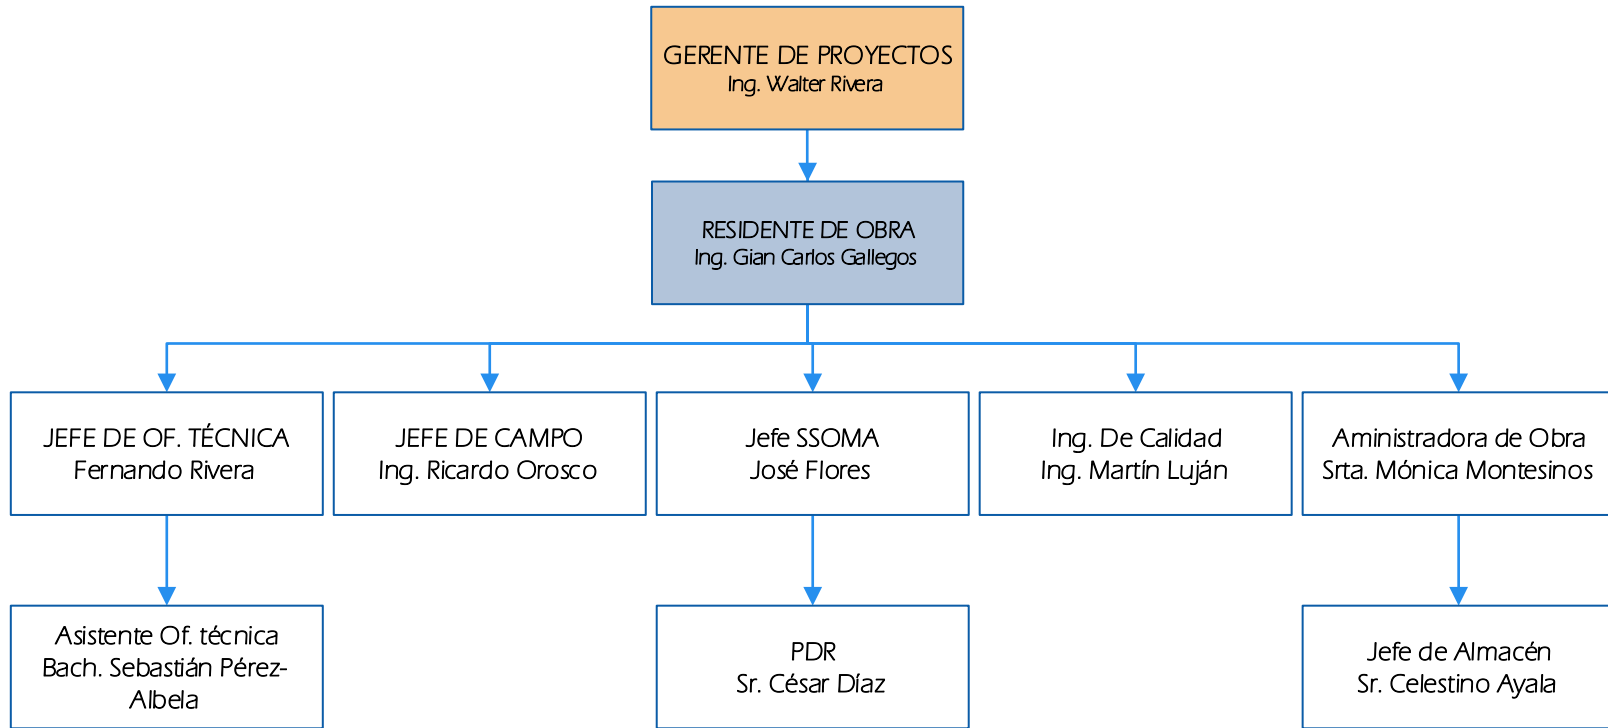 GERENTE DE PROYECTOS
Ing. Walter Rivera
RESIDENTE DE OBRA
Ing. Gian Carlos Gallegos
JEFE DE OF. TÉCNICA
Fernando Rivera
JEFE DE CAMPO
Ing. Ricardo Orosco
Jefe SSOMA
José Flores
Ing. De Calidad
Ing. Martín Luján
Aministradora de Obra
Srta. Mónica Montesinos
Asistente Of. técnica
Bach. Sebastián Pérez-
Albela
PDR
Sr. César Díaz
Jefe de Almacén
Sr. Celestino Ayala